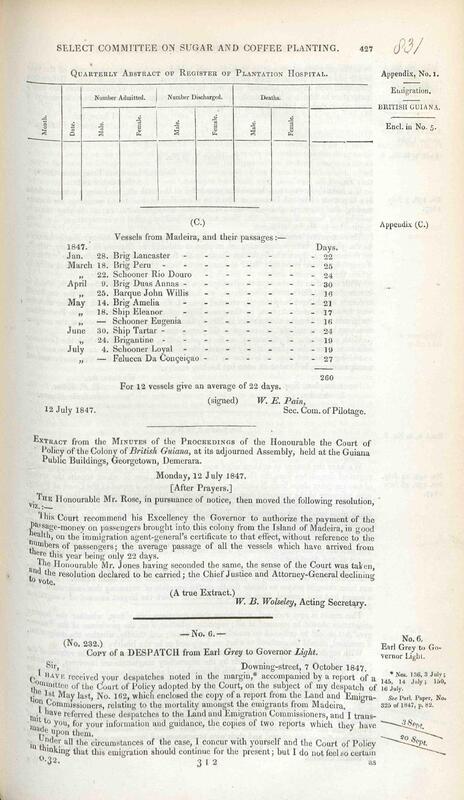 SELECT COMMITTEE ON SUGAR AND COFFEE PLANTING. 427
831
QUARTERLY ABSTRACT OF REGISTER OF PLANTATION HOSPITAL.
Appendix, No. 1.
Emigration.
BRITISH GUIANA.
Encl. in No. 5.
Month. Date. Number Admitted. Number Discharged. Deaths.
Male. Female. Male. Female. Male. Female.
(C.)
Appendix (C.)
Vessels from Madeira, and their passages:—
1847. Days.
Jan. 28. Brig Lancaster - - - - - - 22
March 18. Brig Peru - - - - - - 25
„ 22. Schooner Rio Douro - - - - - 24
April 9. Brig Duas Annas - - - - - - 30
„ 25. Barque John Willis - - - - - 16
May 14. Brig Amelia - - - - - - 21
„ 18. Ship Eleanor - - - - - - 17
„ — Schooner Eugenia - - - - - 16
June 30. Ship Tartar - - - - - - 24
„ 24. Brigantine - - - - - - 19
July 4. Schooner Loyal - - - - - - 19
„ — Felucca Da Conçeiçao - - - - - 27
260
For 12 vessels give an average of 22 days.
(signed) W. E. Pain,
12 July 1847. Sec. Com. of Pilotage.
EXTRACT from the MINUTES of the PROCEEDINGS of the Honourable the Court of
Policy of the Colony of British Guiana, at its adjourned Assembly, held at the Guiana
Public Buildings, Georgetown, Demerara.
Monday, 12 July 1847.
[After Prayers.]
THE Honourable Mr. Rose, in pursuance of notice, then moved the following resolution,
viz. :—
This Court recommend his Excellency the Governor to authorize the payment of the
passage-money on passengers brought into this colony from the Island of Madeira, in good
health, on the immigration agent-general's certificate to that effect, without reference to the
numbers of passengers; the average passage of all the vessels which have arrived from
there this year being only 22 days.
The Honourable Mr. Jones having seconded the same, the sense of the Court was taken,
and the resolution declared to be carried; the Chief Justice and Attorney-General declining
to vote.
(A true Extract.)
W. B. Wolseley, Acting Secretary.
— No. 6. —
(No. 232.)
COPY of a DESPATCH from Earl Grey to Governor Light.
No. 6.
Earl Grey to Governor Light.
Sir, Downing-street, 7 October 1847.
I HAVE received your despatches noted in the margin,* accompanied by a report of a
Committee of the Court of Policy adopted by the Court, on the subject of my despatch of
the 1st May last, No. 162, which enclosed the copy of a report from the Land and Emigra-
tion Commissioners, relating to the mortality amongst the emigrants from Madeira.
* Nos. 136, 3 July;
145, 14 July; 150,
16 July.
See Parl. Paper, No.
325 of 1847, p. 82.
I have referred these despatches to the Land and Emigration Commissioners, and I trans-
mit to you, for your information and guidance, the copies of two reports which they have
made upon them.
3 Sept.
20 Sept.
Under all the circumstances of the case, I concur with yourself and the Court of Policy
in thinking that this emigration should continue for the present; but I do not feel so certain
0.32. 3 I 2 as